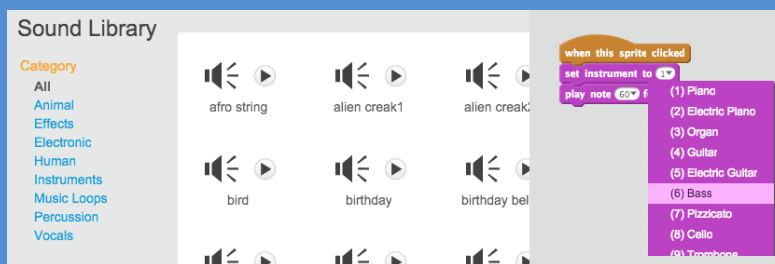 Sound Library
Category
All
Animal
Effects
Electronic
Human
Instruments
Music Loops
Percussion
Vocals
afro string
alien creak1
alien creak2
bird
birthday
birthday bel
when this sprite clicked
set instrument to 1
play note 60 f
(1) Piano
(2) Electric Piano
(3) Organ
(4) Guitar
(5) Electric Guitar
(6) Bass
(7) Pizzicato
(8) Cello
(9) Trombone